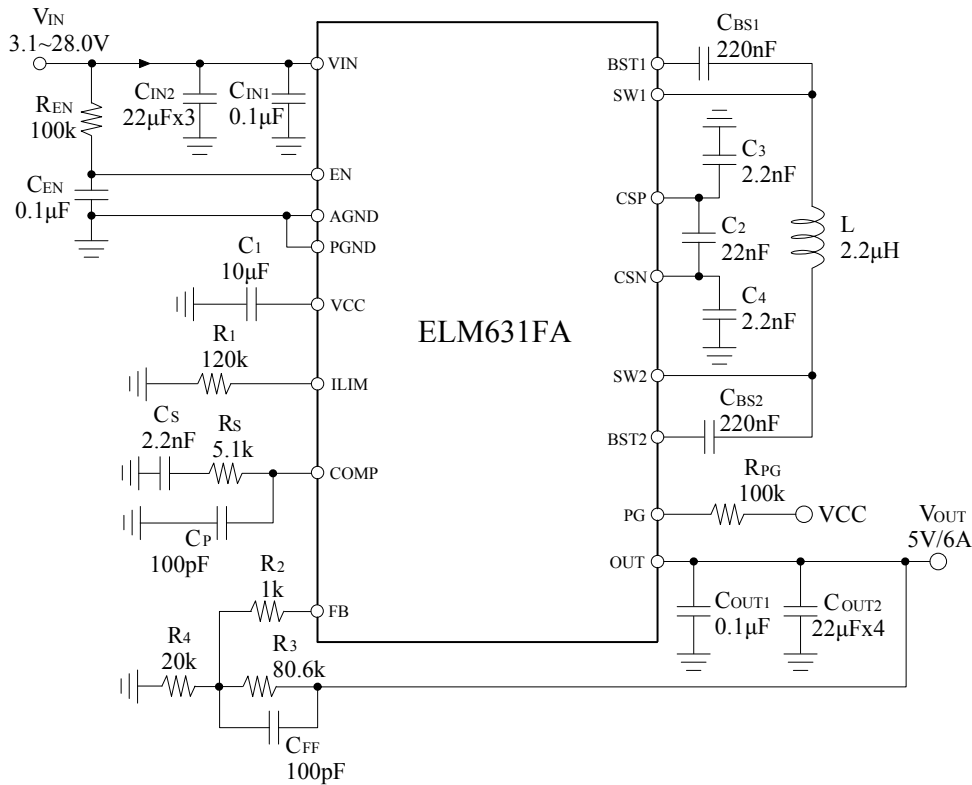 VIN
3.1~28.0V
REN
100k
CIN2
22μFx3
CIN1
0.1μF
CEN
0.1μF
C1
10μF
R1
120k
CS
2.2nF
RS
5.1k
CP
100pF
R2
1k
R4
20k
R3
80.6k
CFF
100pF
VIN
EN
AGND
PGND
VCC
ILIM
COMP
FB
ELM631FA
BST1
SW1
CSP
CSN
SW2
BST2
PG
OUT
CBS1
220nF
C3
2.2nF
C2
22nF
C4
2.2nF
L
2.2μH
CBS2
220nF
RPG
100k
VCC
VOUT
5V/6A
COUT1
0.1μF
COUT2
22μFx4